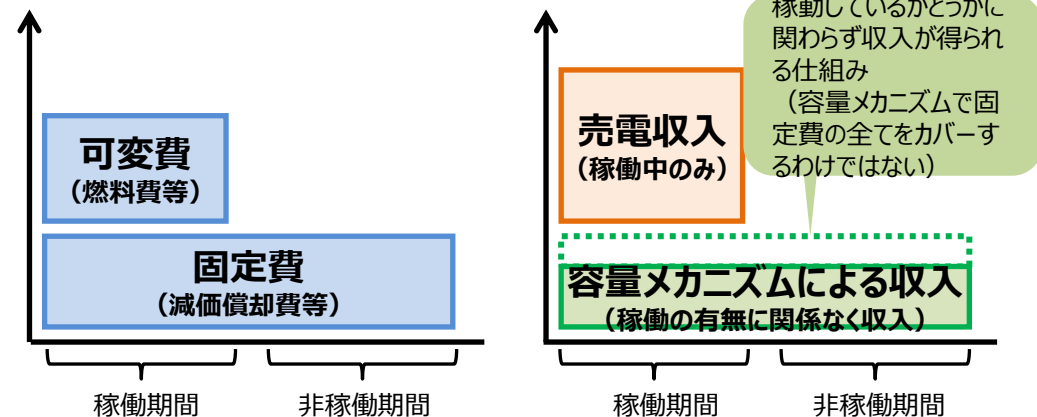 可変費
（燃料費等）
固定費
（減価償却費等）
稼働期間
非稼働期間
稼働しているかどうかに
関わらず収入が得られ
る仕組み
（容量メカニズムで固
定費の全てをカバーす
るわけではない）
売電収入
（稼働中のみ）
容量メカニズムによる収入
（稼働の有無に関係なく収入）
稼働期間
非稼働期間